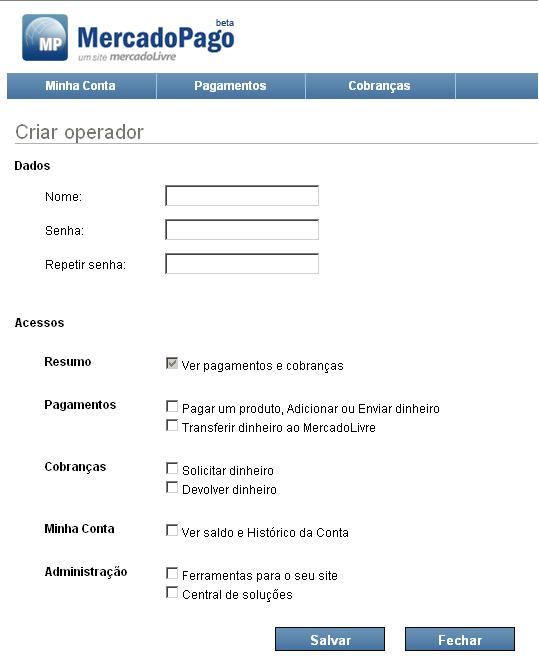 beta
MP MercadoPago
um site mercadoLivre
Minha Conta Pagamentos Cobranças
Criar operador
Dados
Nome:
Senha:
Repetir senha:
Acessos
Resumo Ver pagamentos e cobranças
Pagamentos Pagar um produto, Adicionar ou Enviar dinheiro
Transferir dinheiro ao MercadoLivre
Cobranças Solicitar dinheiro
Devolver dinheiro
Minha Conta Ver saldo e Histórico da Conta
Administração Ferramentas para o seu site
Central de soluções
Salvar Fechar